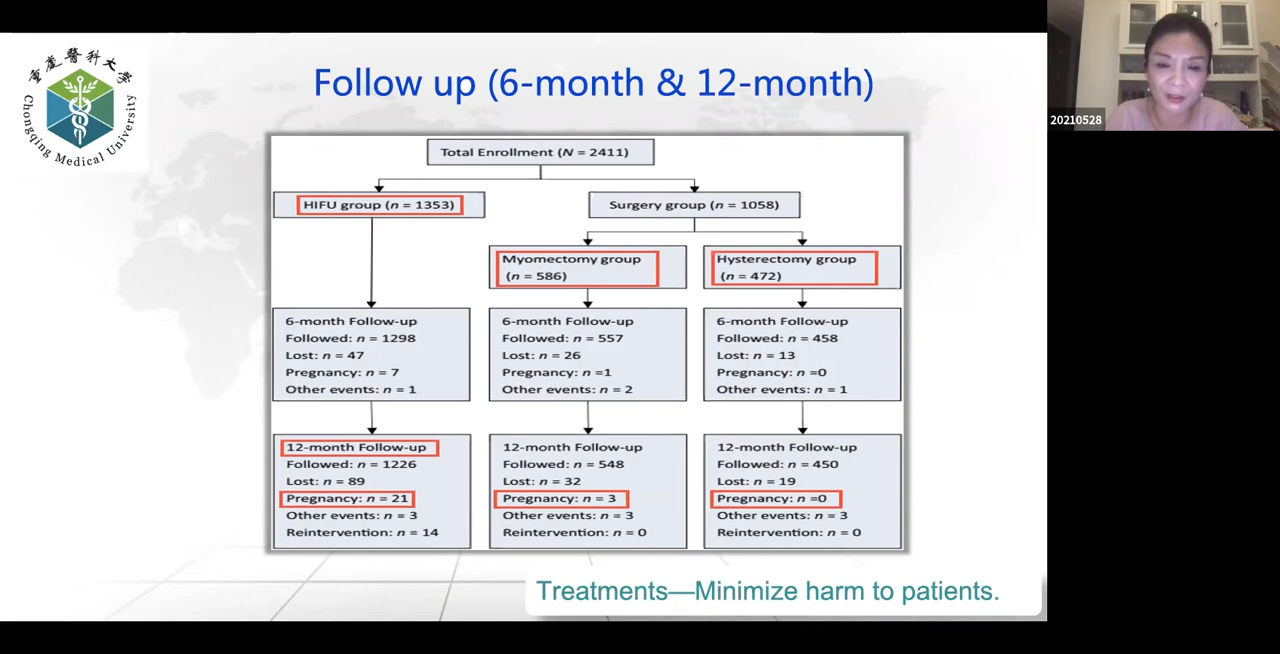 重慶醫科大學
Chongqing Medical University
Follow up (6-month & 12-month)
20210528
Total Enrollment (N = 2411)
HIFU group (n = 1353)
Surgery group (n = 1058)
Myomectomy group
(n = 586)
Hysterectomy group
(n = 472)
6-month Follow-up
Followed: n = 1298
Lost: n = 47
Pregnancy: n = 7
Other events: n = 1
6-month Follow-up
Followed: n = 557
Lost: n = 26
Pregnancy: n =1
Other events: n = 2
6-month Follow-up
Followed: n = 458
Lost: n = 13
Pregnancy: n =0
Other events: n = 1
12-month Follow-up
Followed: n = 1226
Lost: n = 89
Pregnancy: n = 21
Other events: n = 3
Reintervention: n = 14
12-month Follow-up
Followed: n = 548
Lost: n = 32
Pregnancy: n = 3
Other events: n = 3
Reintervention: n = 0
12-month Follow-up
Followed: n = 450
Lost: n = 19
Pregnancy: n =0
Other events: n = 3
Reintervention: n = 0
Treatments—Minimize harm to patients.